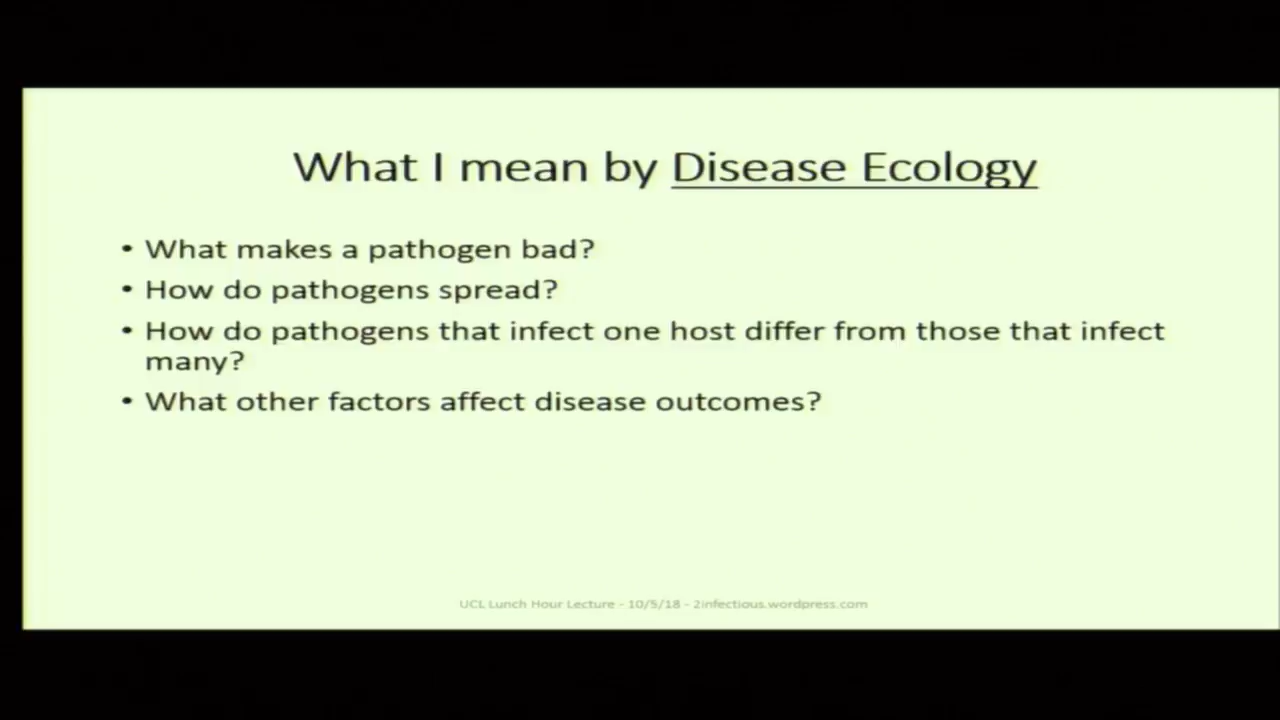 What I mean by Disease Ecology
• What makes a pathogen bad?
• How do pathogens spread?
• How do pathogens that infect one host differ from those that infect
many?
• What other factors affect disease outcomes?
UCL Lunch Hour Lecture - 10/5/18 - 2infectious.wordpress.com